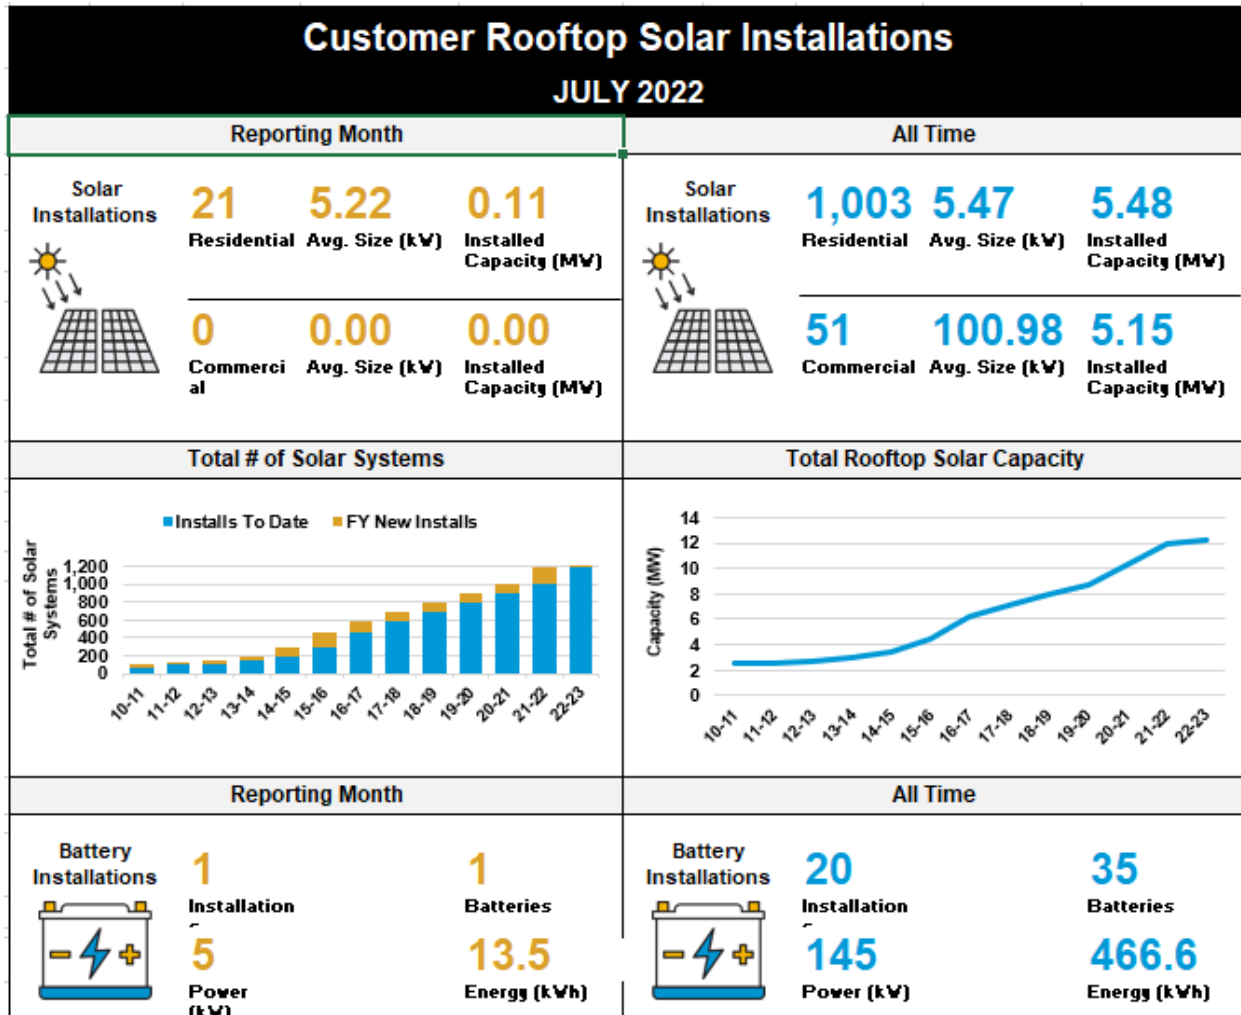 Customer Rooftop Solar Installations
JULY 2022
Reporting Month
All Time
Solar
Installations
21
5.22
0.11
Residential
Avg. Size (kW)
Installed
Capacity (MW)
0
0.00
0.00
Commerci
al
Avg. Size (kW)
Installed
Capacity (MW)
Solar
Installations
1,003
5.47
5.48
Residential
Avg. Size (kW)
Installed
Capacity (MW)
51
100.98
5.15
Commercial
Avg. Size (kW)
Installed
Capacity (MW)
Total # of Solar Systems
Total Rooftop Solar Capacity
Installs To Date
FY New Installs
Total # of Solar
Systems
1,200
1,000
800
600
400
200
0
10-11
11-12
12-13
13-14
14-15
15-16
16-17
17-18
18-19
19-20
20-21
21-22
22-23
Capacity (MW)
14
12
10
8
6
4
2
0
10-11
11-12
12-13
13-14
14-15
15-16
16-17
17-18
18-19
19-20
20-21
21-22
22-23
Reporting Month
All Time
Battery
Installations
1
1
Installation
Batteries
5
13.5
Power
(kW)
Energy (kWh)
Battery
Installations
20
35
Installation
Batteries
145
466.6
Power (kW)
Energy (kWh)